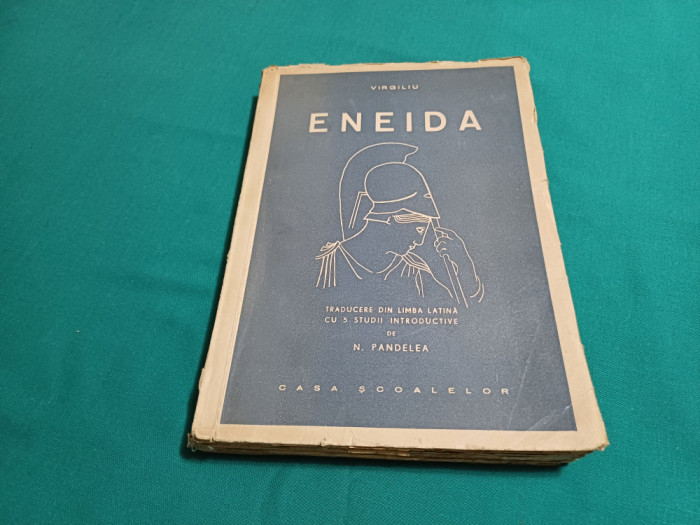 VIRGILIU
ENEIDA
TRADUCERE DIN LIMBA LATINĂ
CU 5 STUDII INTRODUCTIVE
DE
N. PANDELEA
CASA ȘCOALELOR